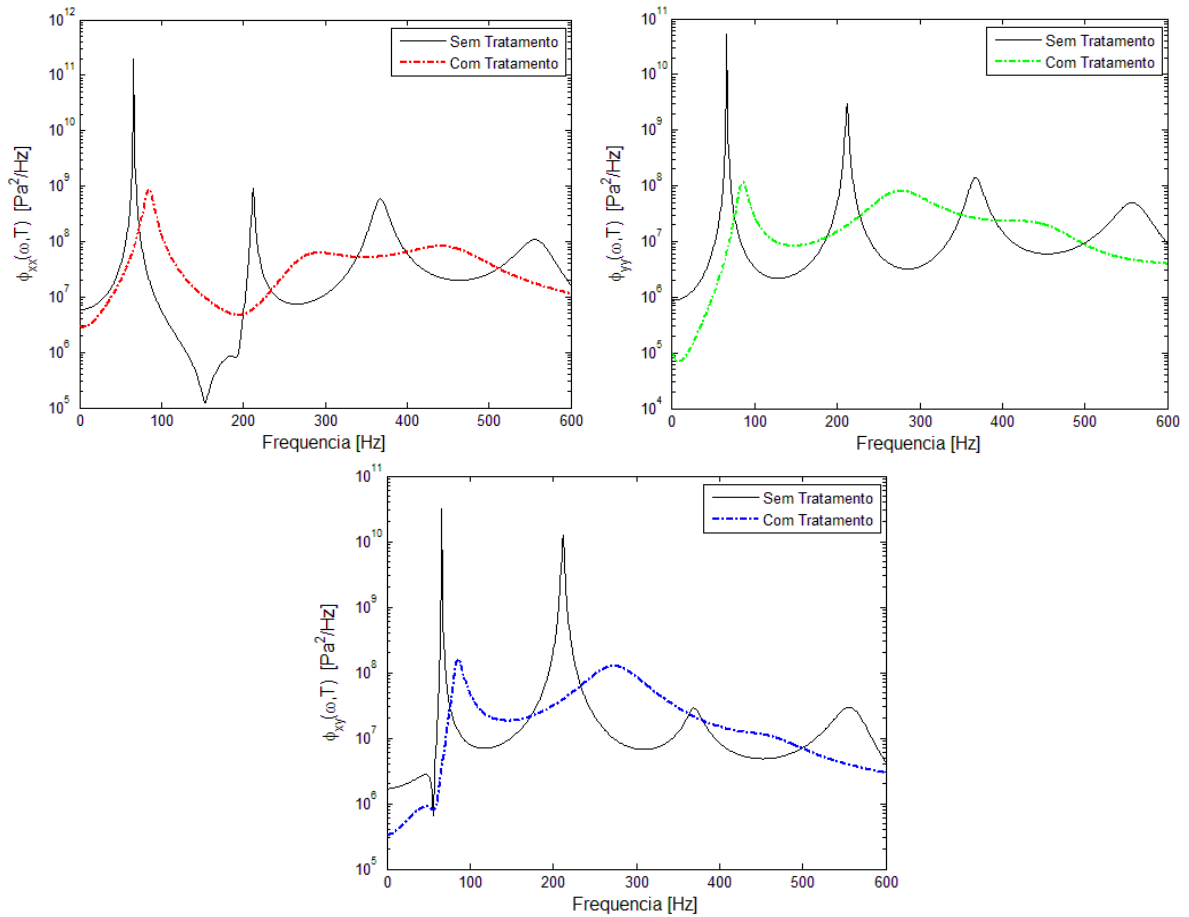 10^12
10^11
10^10
10^9
10^8
10^7
10^6
10^5
ϕxx(ω,T) [Pa²/Hz]
Sem Tratamento
Com Tratamento
0 100 200 300 400 500 600
Frequencia [Hz]
10^11
10^10
10^9
10^8
10^7
10^6
10^5
10^4
ϕyy(ω,T) [Pa²/Hz]
Sem Tratamento
Com Tratamento
0 100 200 300 400 500 600
Frequencia [Hz]
10^11
10^10
10^9
10^8
10^7
10^6
10^5
ϕxy(ω,T) [Pa²/Hz]
Sem Tratamento
Com Tratamento
0 100 200 300 400 500 600
Frequencia [Hz]